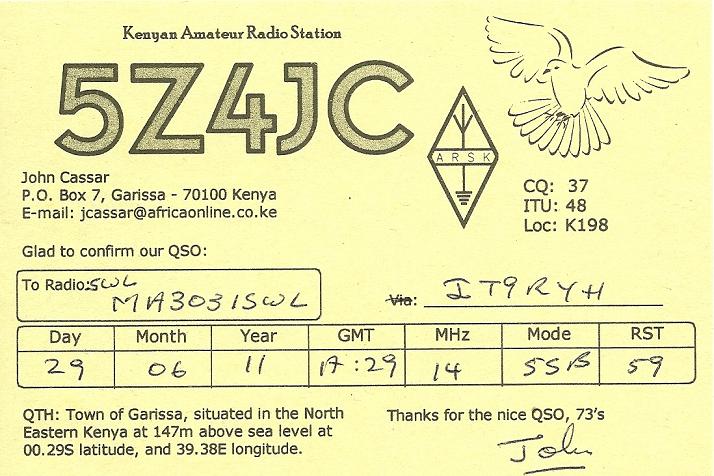 Kenyan Amateur Radio Station
5Z4JC
ARSK
John Cassar
P.O. Box 7, Garissa - 70100 Kenya
E-mail: jcassar@africaonline.co.ke
CQ: 37
ITU: 48
Loc: K198
Glad to confirm our QSO:
To Radio: SWL
MA3031SWL
Via: IT9RYH
Day Month Year GMT MHz Mode RST
29 06 11 17:29 14 SSB 59
QTH: Town of Garissa, situated in the North
Eastern Kenya at 147m above sea level at
00.29S latitude, and 39.38E longitude.
Thanks for the nice QSO, 73's
John